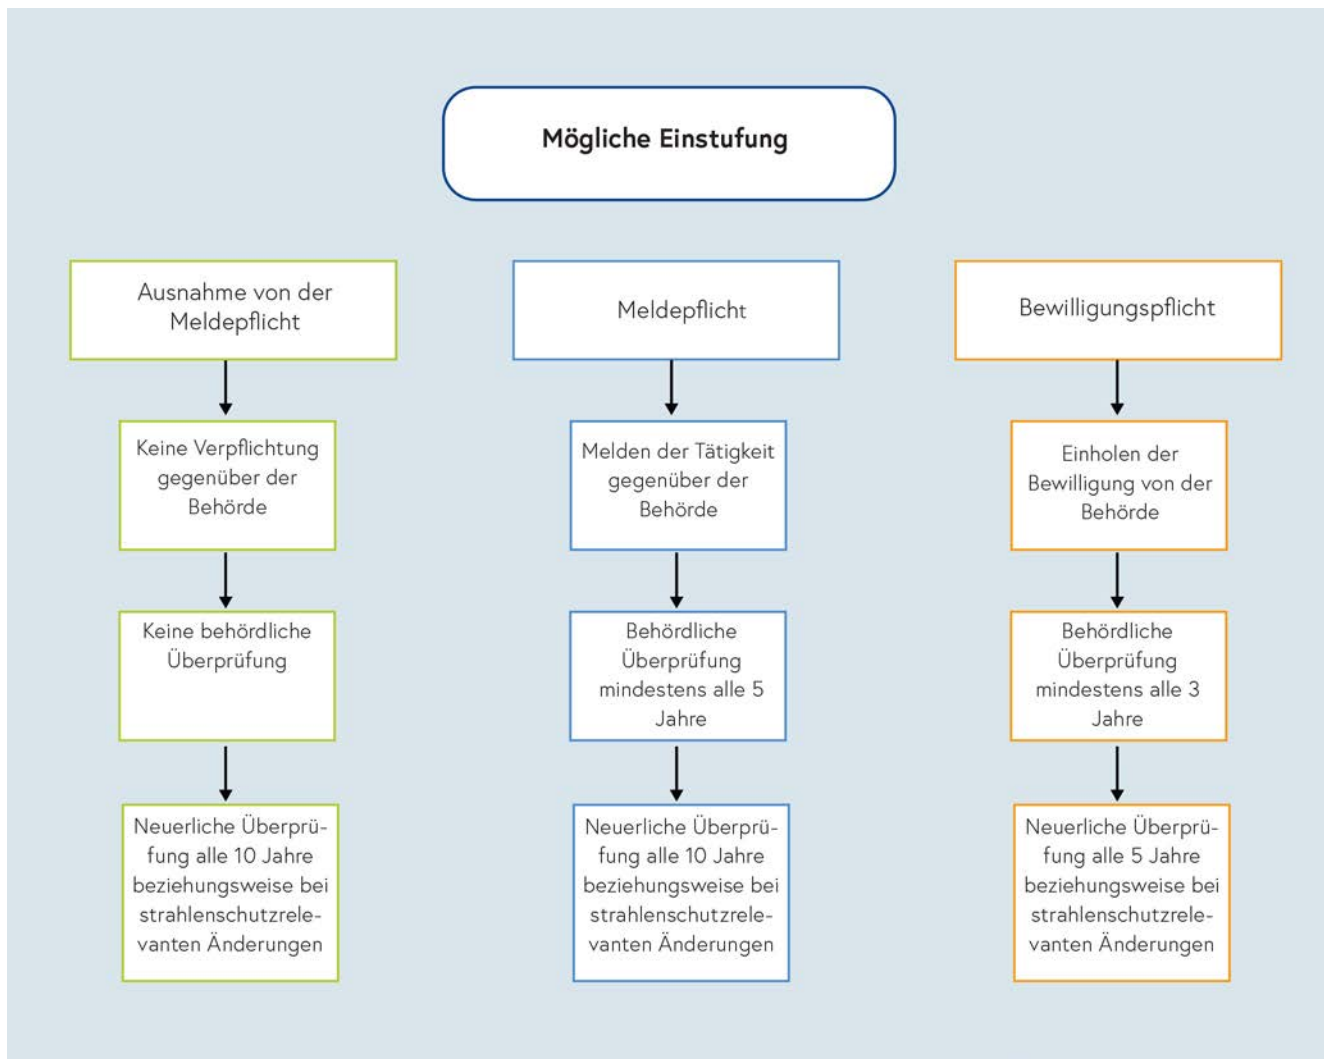 Mögliche Einstufung
Ausnahme von der
Meldepflicht
Keine Verpflichtung
gegenüber der
Behörde
Keine behördliche
Überprüfung
Neuerliche Überprü-
fung alle 10 Jahre
beziehungsweise bei
strahlenschutzrele-
vanten Änderungen
Meldepflicht
Melden der Tätigkeit
gegenüber der
Behörde
Behördliche
Überprüfung
mindestens alle 5
Jahre
Neuerliche Überprü-
fung alle 10 Jahre
beziehungsweise bei
strahlenschutzrele-
vanten Änderungen
Bewilligungspflicht
Einholen der
Bewilligung von der
Behörde
Behördliche
Überprüfung
mindestens alle 3
Jahre
Neuerliche Überprü-
fung alle 5 Jahre
beziehungsweise bei
strahlenschutzrele-
vanten Änderungen